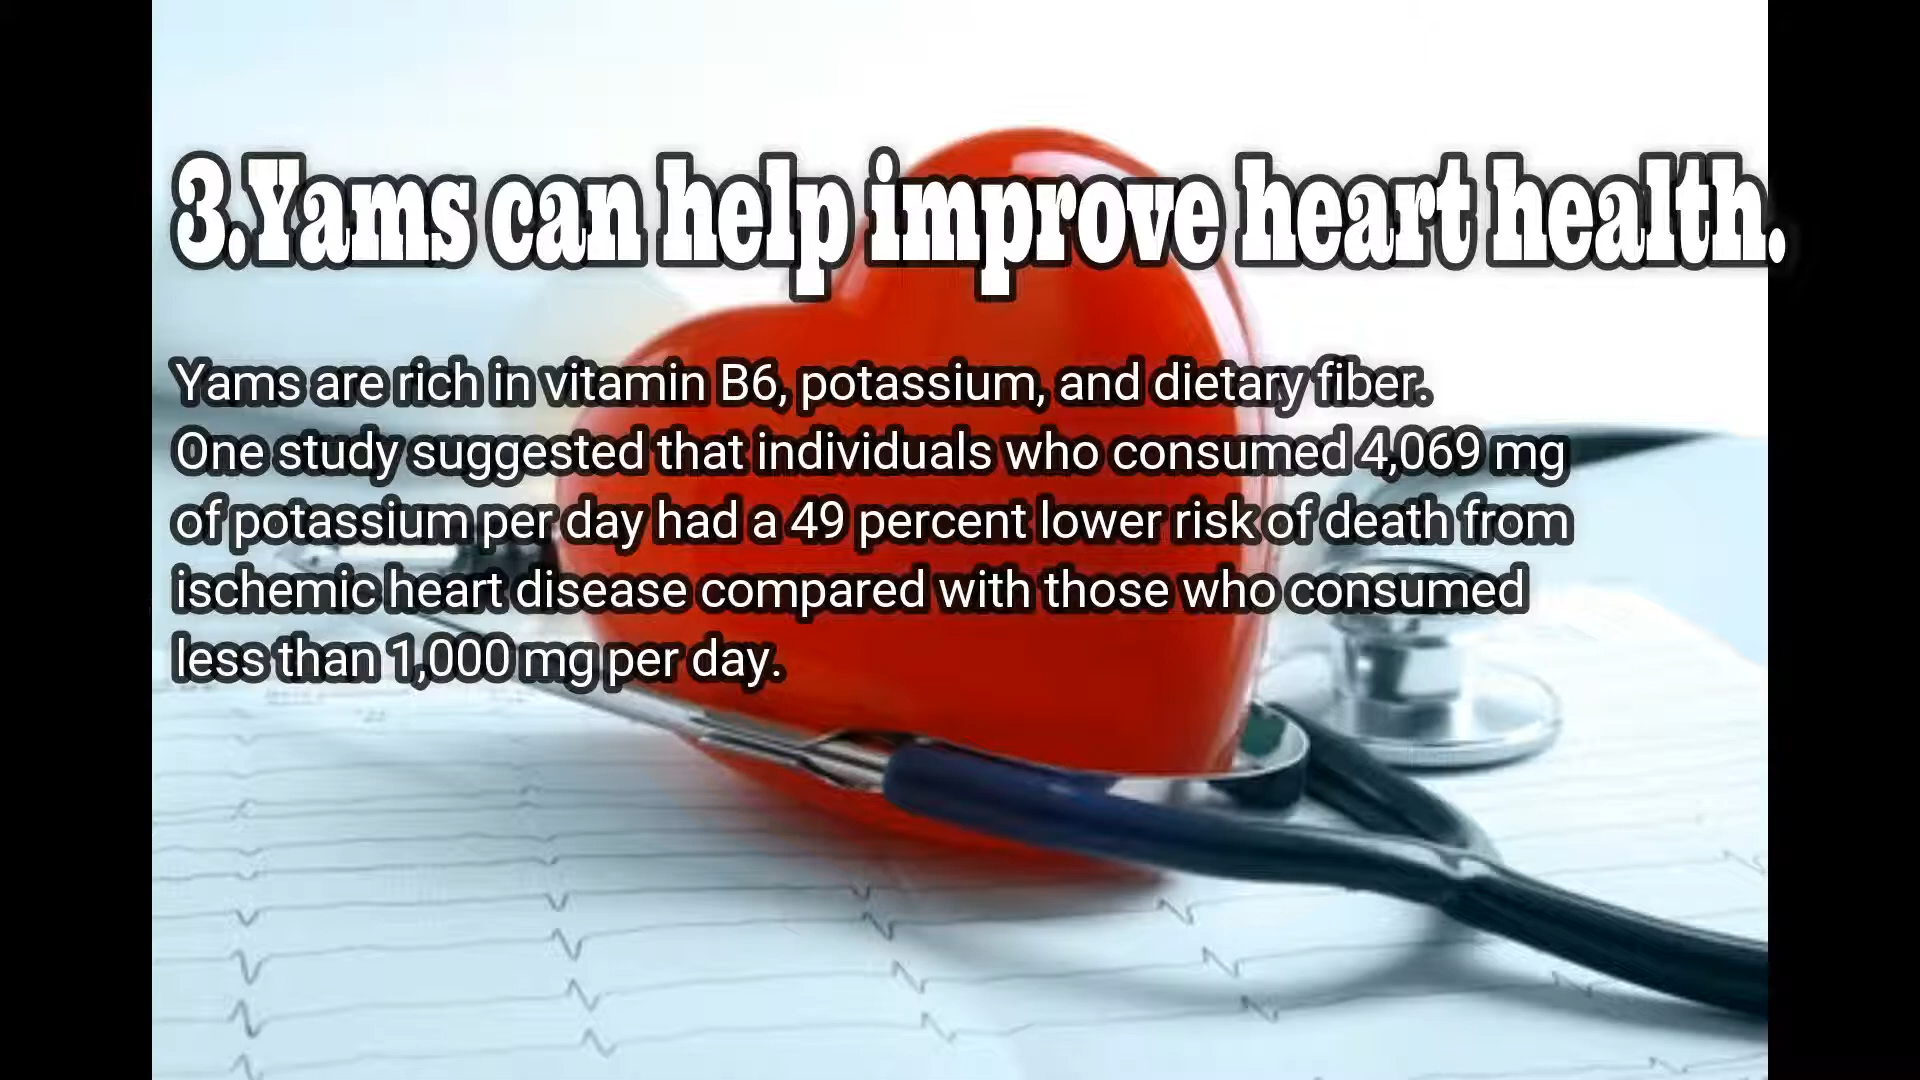 3.Yams can help improve heart health.
Yams are rich in vitamin B6, potassium, and dietary fiber.
One study suggested that individuals who consumed 4,069 mg
of potassium per day had a 49 percent lower risk of death from
ischemic heart disease compared with those who consumed
less than 1,000 mg per day.